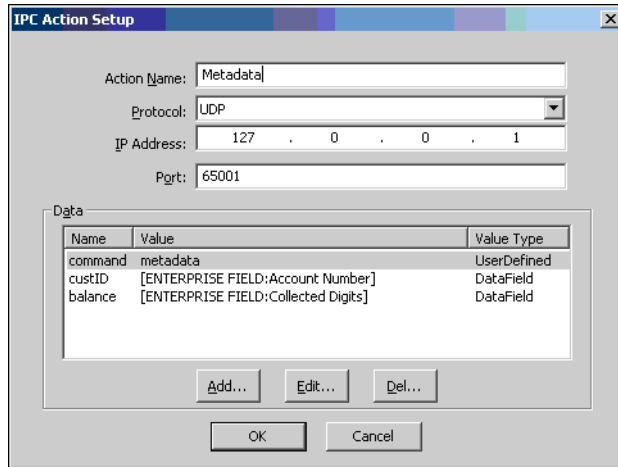 IPC Action Setup
Action Name: Metadata
Protocol: UDP
IP Address: 127 . 0 . 0 . 1
Port: 65001
Data
Name Value Value Type
command metadata UserDefined
custID [ENTERPRISE FIELD:Account Number] DataField
balance [ENTERPRISE FIELD:Collected Digits] DataField
Add... Edit... Del...
OK Cancel